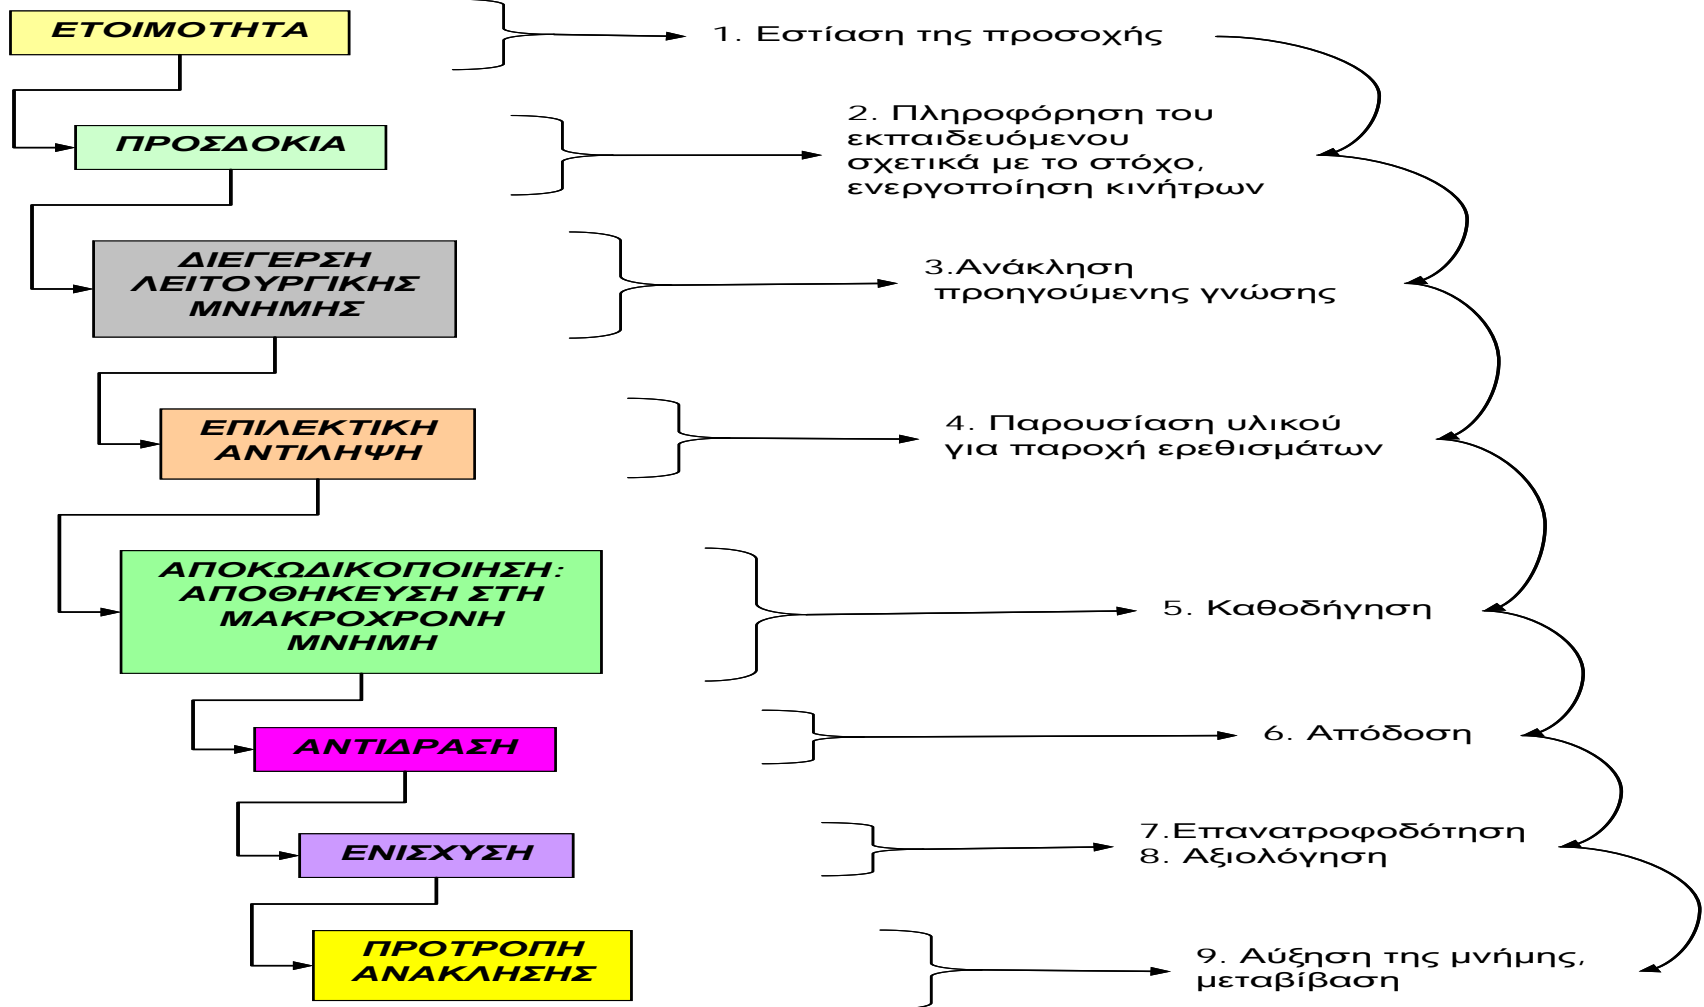 ΕΤΟΙΜΟΤΗΤΑ
1. Εστίαση της προσοχής
ΠΡΟΣΔΟΚΙΑ
2. Πληροφόρηση του
εκπαιδευόμενου
σχετικά με το στόχο,
ενεργοποίηση κινήτρων
ΔΙΕΓΕΡΣΗ
ΛΕΙΤΟΥΡΓΙΚΗΣ
ΜΝΗΜΗΣ
3.Ανάκληση
προηγούμενης γνώσης
ΕΠΙΛΕΚΤΙΚΗ
ΑΝΤΙΛΗΨΗ
4. Παρουσίαση υλικού
για παροχή ερεθισμάτων
ΑΠΟΚΩΔΙΚΟΠΟΙΗΣΗ:
ΑΠΟΘΗΚΕΥΣΗ ΣΤΗ
ΜΑΚΡΟΧΡΟΝΗ
ΜΝΗΜΗ
5. Καθοδήγηση
ΑΝΤΙΔΡΑΣΗ
6. Απόδοση
ΕΝΙΣΧΥΣΗ
7.Επανατροφοδότηση
8. Αξιολόγηση
ΠΡΟΤΡΟΠΗ
ΑΝΑΚΛΗΣΗΣ
9. Αύξηση της μνήμης,
μεταβίβαση